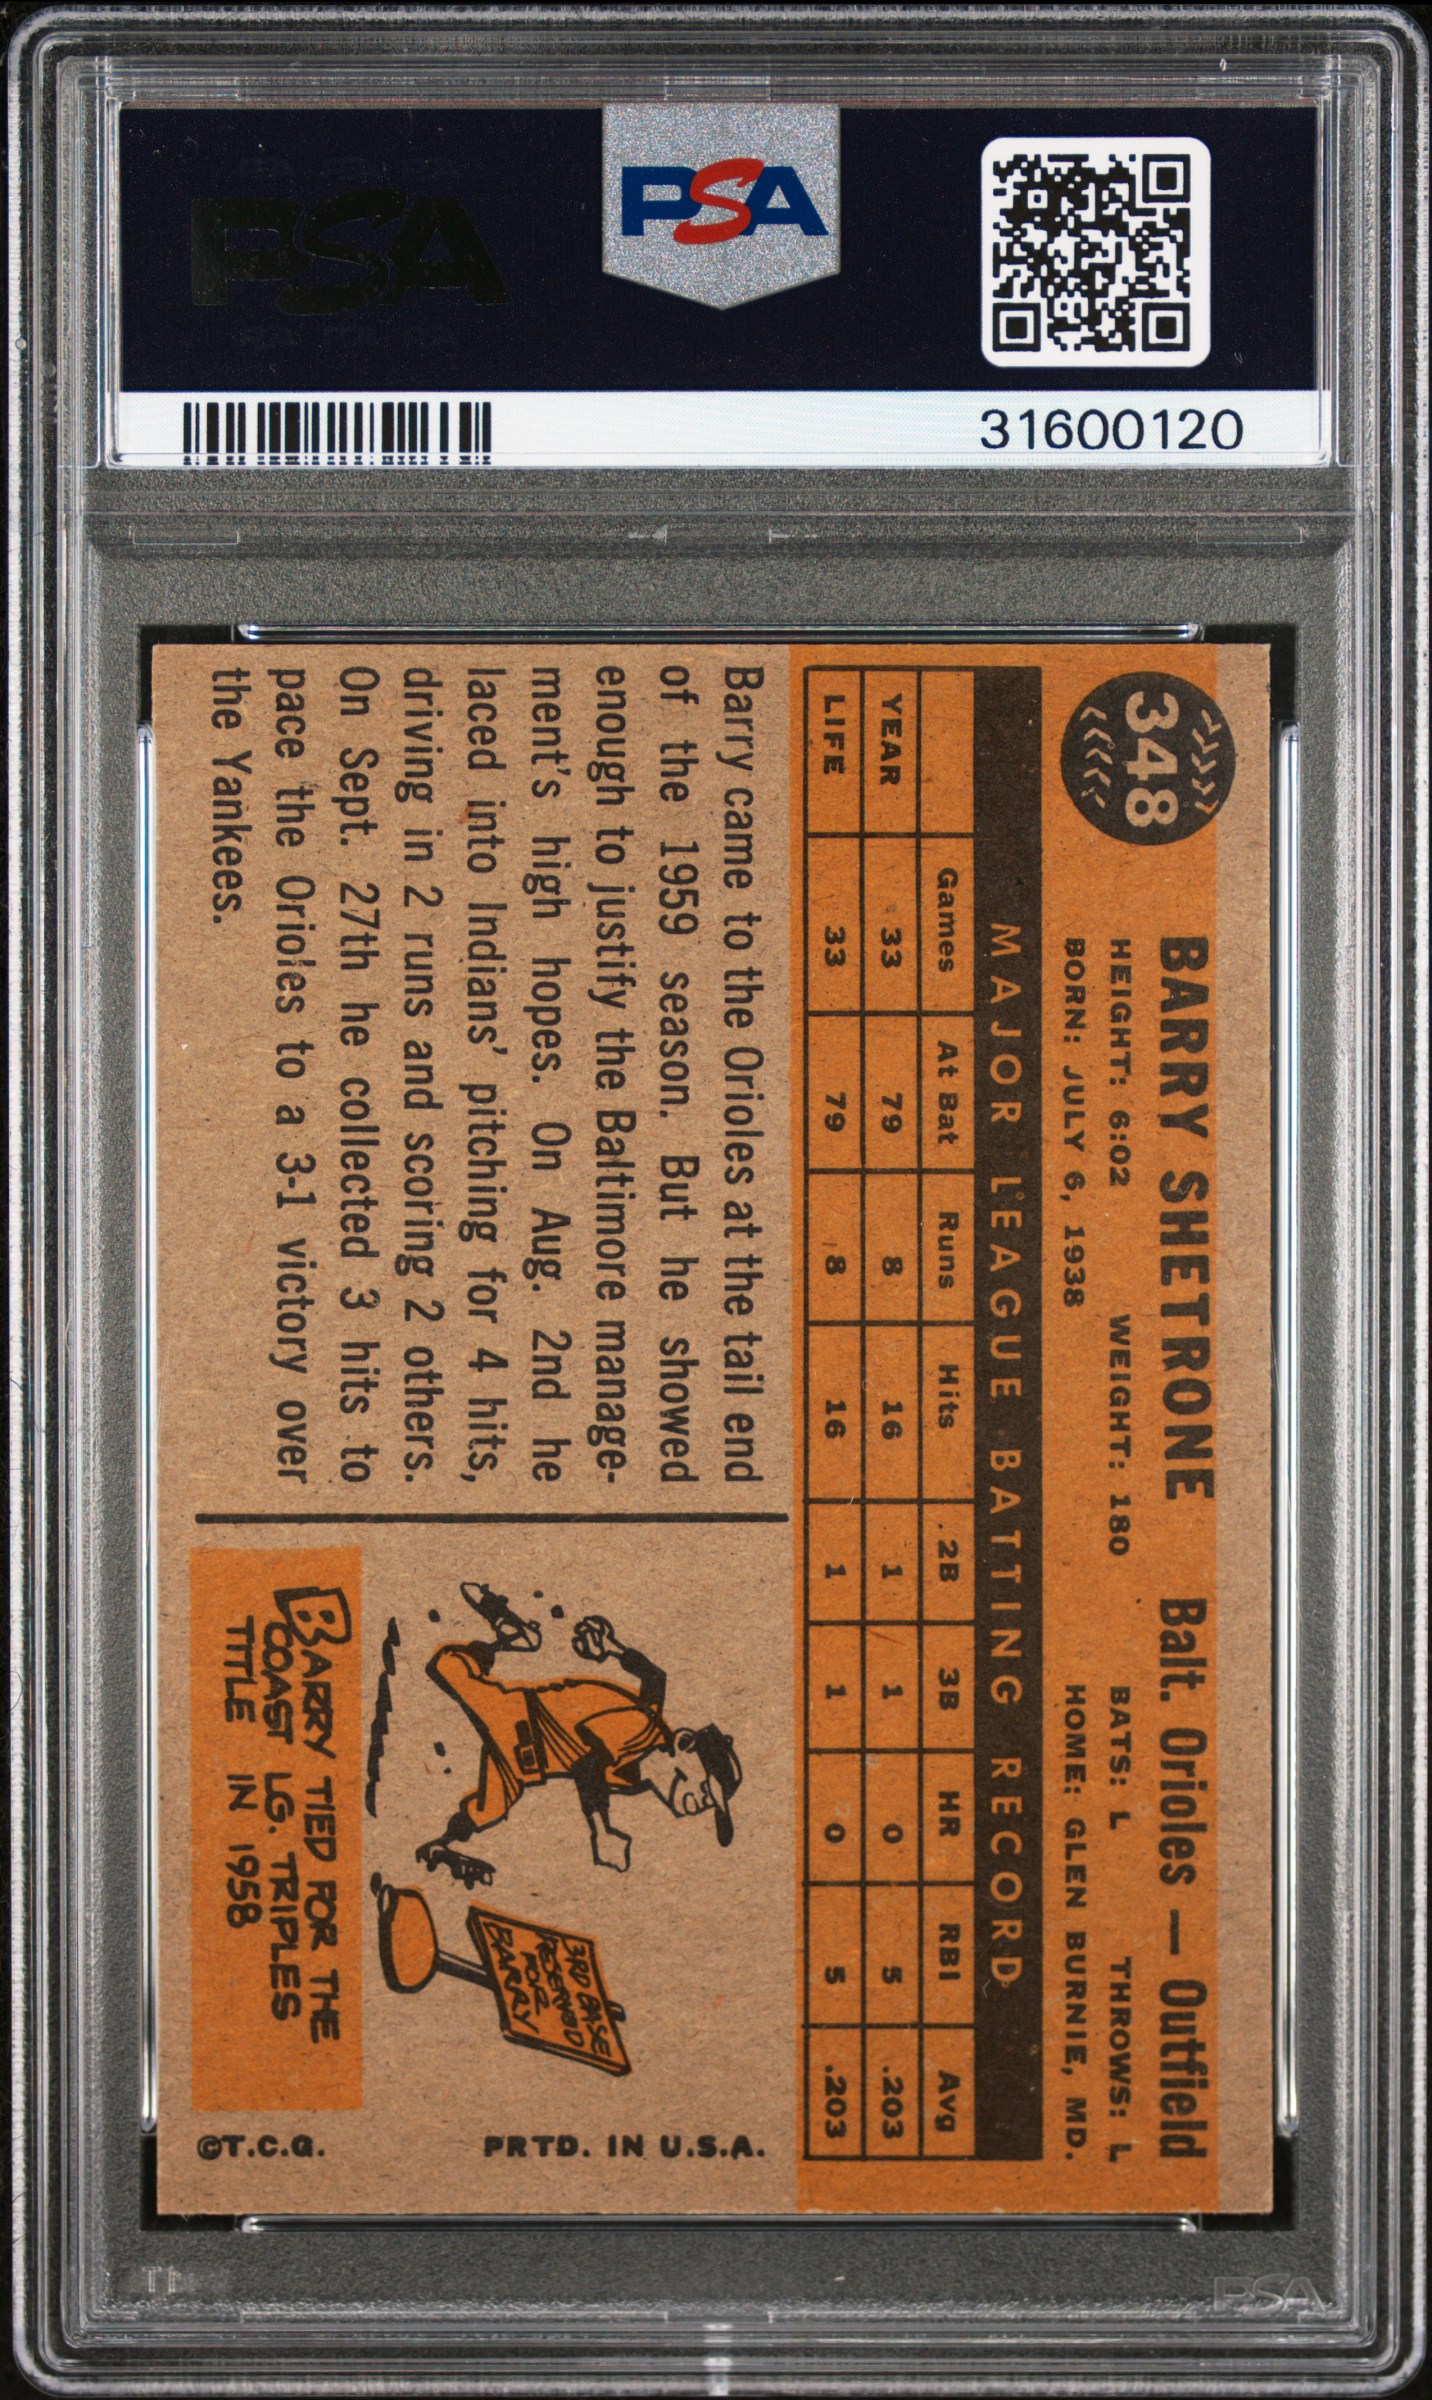 PSA
PSA
31600120
348
BARRY SHETRONE Balt. Orioles — Outfield
HEIGHT: 6:02 WEIGHT: 180 BATS: L THROWS: L
BORN: JULY 6, 1938 HOME: GLEN BURNIE, MD.
MAJOR LEAGUE BATTING RECORD
Games At Bat Runs Hits 2B 3B HR RBI Avg
YEAR 33 79 8 16 1 1 0 5 .203
LIFE 33 79 8 16 1 1 0 5 .203
Barry came to the Orioles at the tail end
of the 1959 season. But he showed
enough to justify the Baltimore manage-
ment's high hopes. On Aug. 2nd he
laced into Indians' pitching for 4 hits,
driving in 2 runs and scoring 2 others.
On Sept. 27th he collected 3 hits to
pace the Orioles to a 3-1 victory over
the Yankees.
3RD BASE
RESERVED
FOR
BARRY
BARRY TIED FOR THE
COAST LG. TRIPLES
TITLE IN 1958
©T.C.G. PRTD. IN U.S.A.
PSA